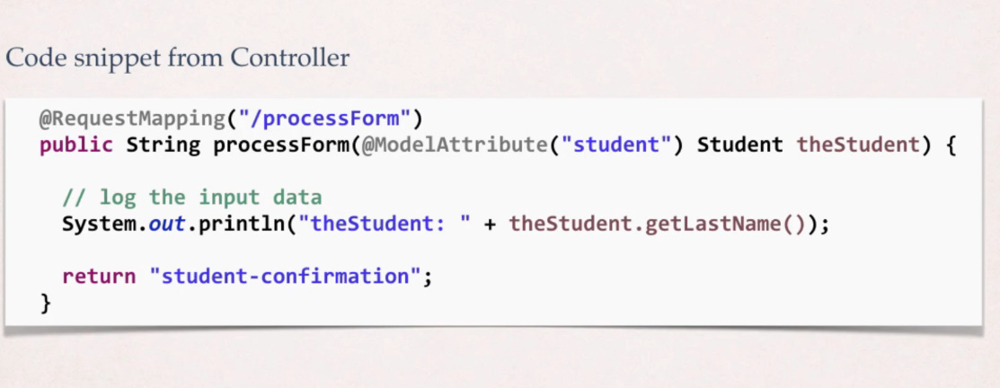 Code snippet from Controller
@RequestMapping("/processForm")
public String processForm(@ModelAttribute("student") Student theStudent) {
// log the input data
System.out.println("theStudent: " + theStudent.getLastName());
return "student-confirmation";
}